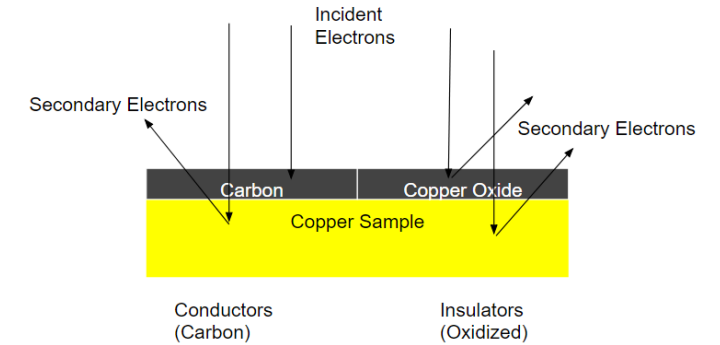 Incident
Electrons
Secondary Electrons
Secondary Electrons
Carbon
Copper Oxide
Copper Sample
Conductors
(Carbon)
Insulators
(Oxidized)